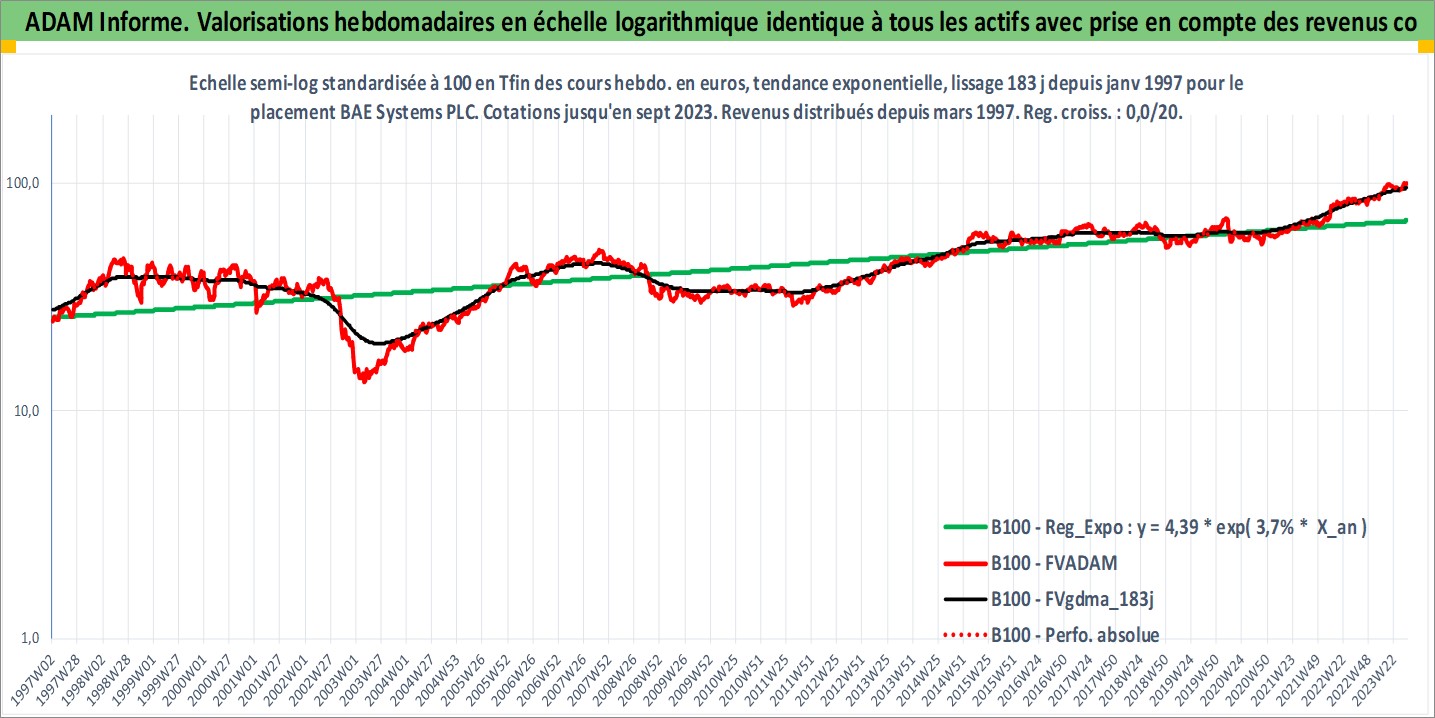 ADAM Informe. Valorisations hebdomadaires en échelle logarithmique identique à tous les actifs avec prise en compte des revenus co
Echelle semi-log standardisée à 100 en Tfin des cours hebdo. en euros, tendance exponentielle, lissage 183 j depuis janv 1997 pour le
placement BAE Systems PLC. Cotations jusqu'en sept 2023. Revenus distribués depuis mars 1997. Reg. croiss. : 0,0/20.
100,0
10,0
1,0
B100 - Reg_Expo : y = 4,39 * exp( 3,7% * X_an )
B100 - FVADAM
B100 - FVgdma_183j
B100 - Perfo. absolue
1997W02
1997W28
1998W02
1998W28
1999W01
1999W27
2000W01
2000W27
2001W01
2001W27
2002W01
2002W27
2003W01
2003W27
2004W01
2004W27
2004W53
2005W26
2005W52
2006W26
2006W52
2007W26
2007W52
2008W26
2008W52
2009W26
2009W52
2010W25
2010W51
2011W25
2011W51
2012W25
2012W51
2013W25
2013W51
2014W25
2014W51
2015W25
2015W51
2016W24
2016W50
2017W24
2017W50
2018W24
2018W50
2019W24
2019W50
2020W24
2020W50
2021W23
2021W49
2022W22
2022W48
2023W22